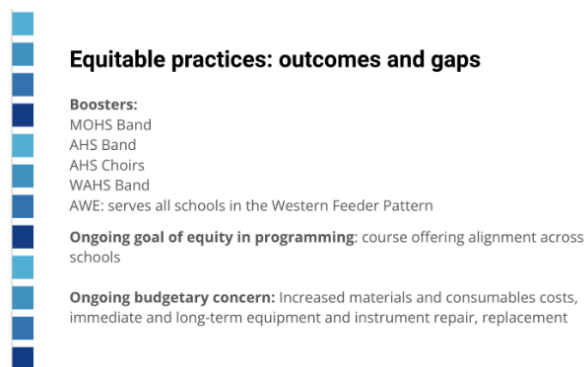 Equitable practices: outcomes and gaps
Boosters:
MOHS Band
AHS Band
AHS Choirs
WAHS Band
AWE: serves all schools in the Western Feeder Pattern
Ongoing goal of equity in programming: course offering alignment across
schools
Ongoing budgetary concern: Increased materials and consumables costs,
immediate and long-term equipment and instrument repair, replacement